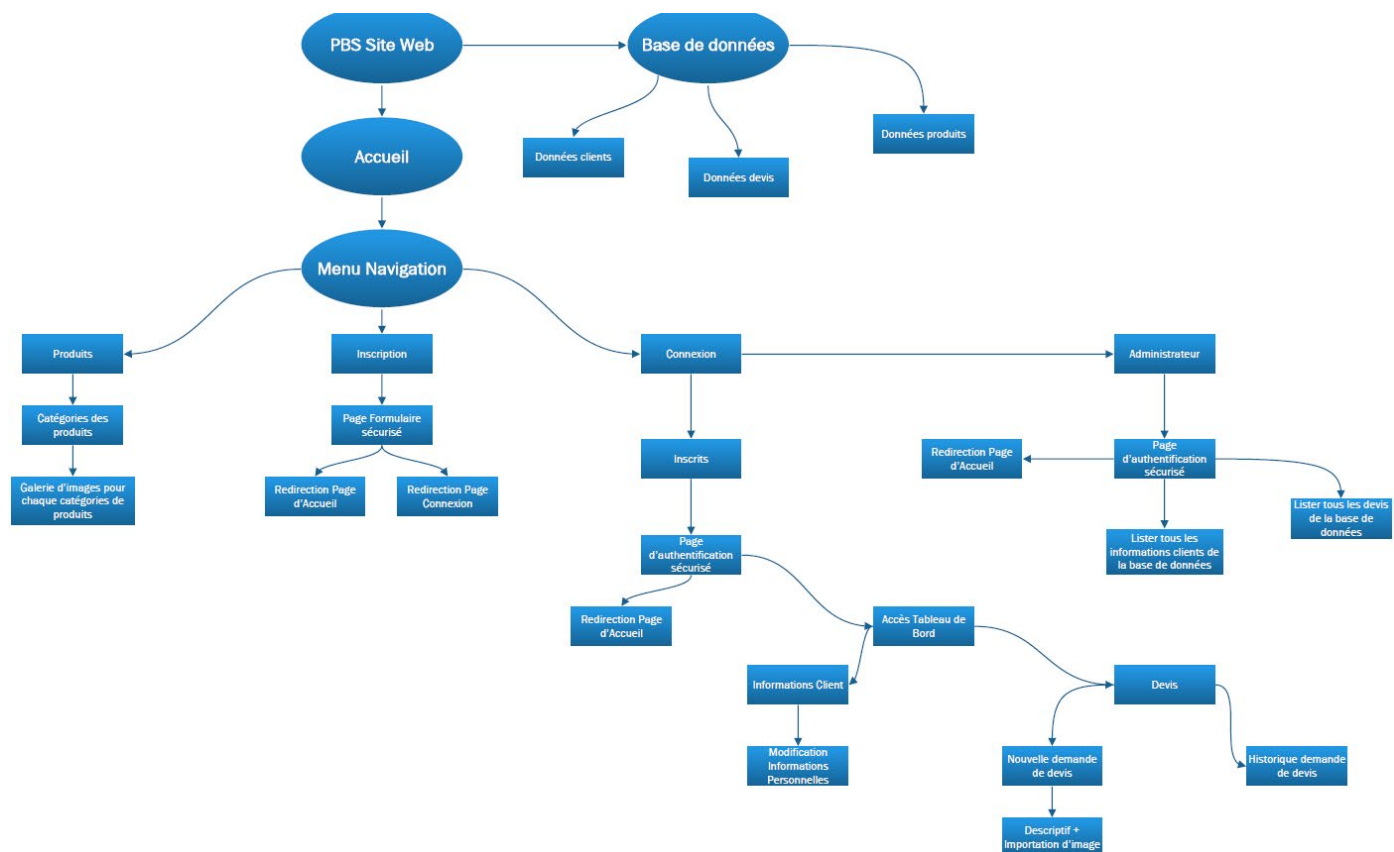 PBS Site Web
Base de données
Données produits
Accueil
Données clients
Données devis
Menu Navigation
Produits
Inscription
Connexion
Administrateur
Catégories des
produits
Page Formulaire
sécurisé
Inscrits
Redirection Page
d'Accueil
Page
d'authentification
sécurisé
Galerie d'images pour
chaque catégories de
produits
Redirection Page
d'Accueil
Redirection Page
Connexion
Lister tous les devis
de la base de
données
Lister tous les
informations clients de
la base de données
Page
d'authentification
sécurisé
Redirection Page
d'Accueil
Accès Tableau de
Bord
Informations Client
Devis
Modification
Informations
Personnelles
Nouvelle demande
de devis
Historique demande
de devis
Descriptif +
Importation d'image